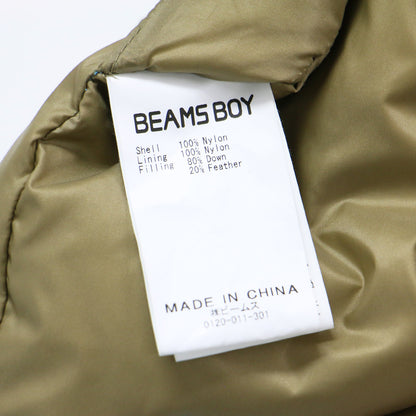 BEAMS BOY
Shell 100% Nylon
Lining 100% Nylon
Filling 80% Down
20% Feather
MADE IN CHINA
㈱ビームス
0120-011-301